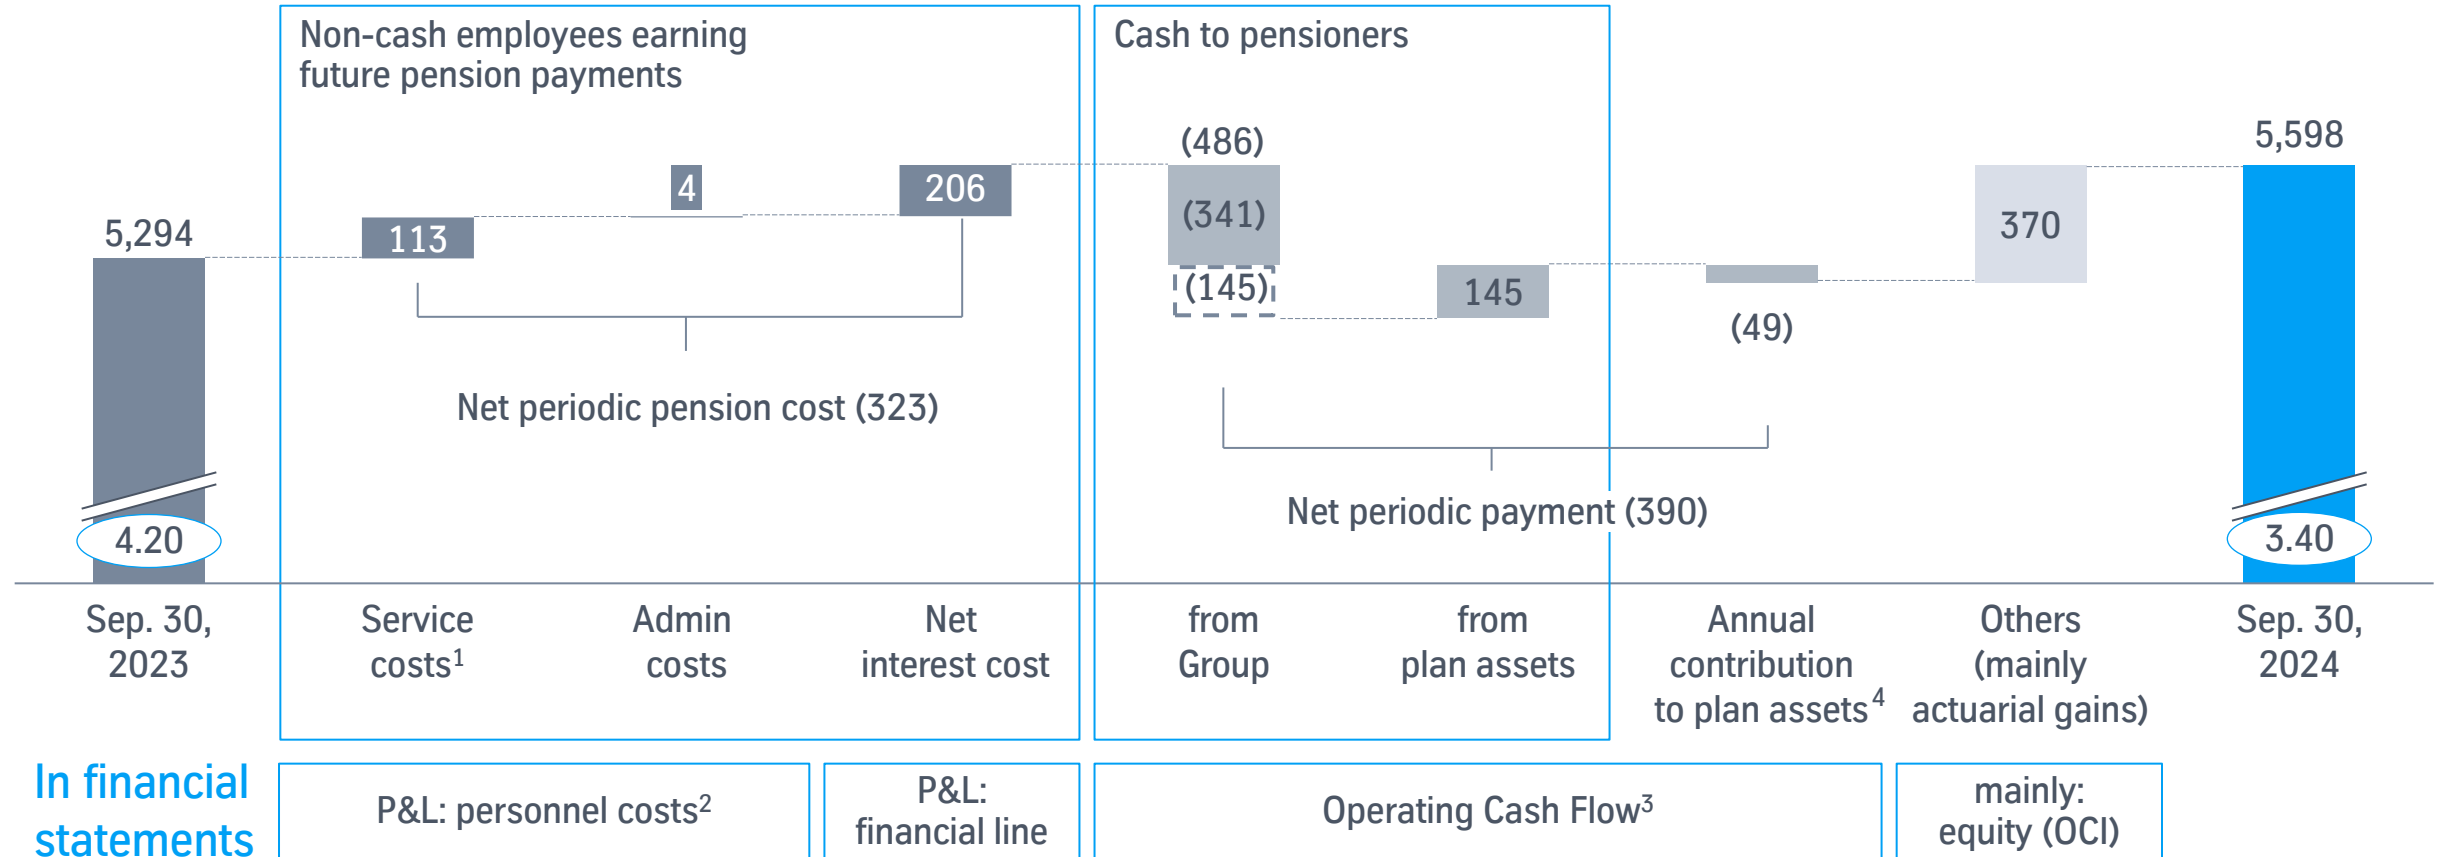 Non-cash employees earning
future pension payments
Cash to pensioners
5,294
113
4
206
(486)
(341)
(145)
145
(49)
370
5,598
Net periodic pension cost (323)
Net periodic payment (390)
4.20
3.40
Sep. 30,
2023
Service
costs¹
Admin
costs
Net
interest cost
from
Group
from
plan assets
Annual
contribution
to plan assets⁴
Others
(mainly
actuarial gains)
Sep. 30,
2024
In financial
statements
P&L: personnel costs²
P&L:
financial line
Operating Cash Flow³
mainly:
equity (OCI)